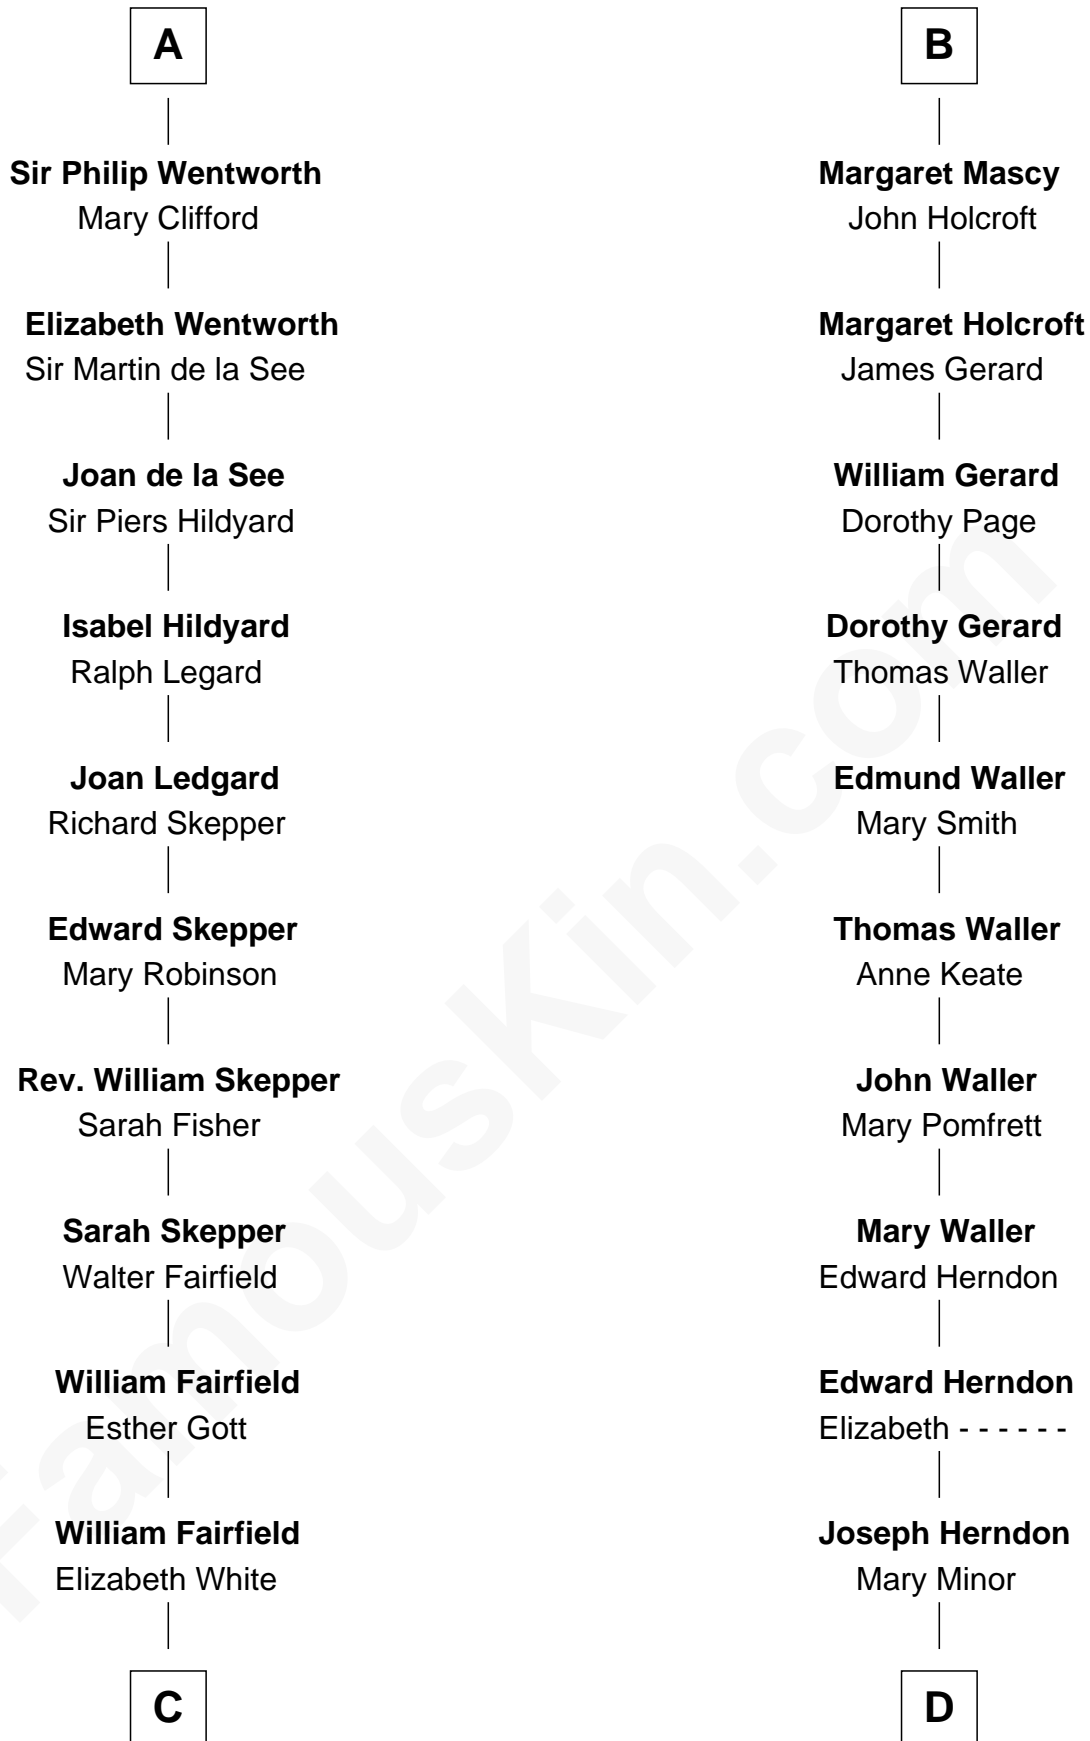 A
Sir Philip Wentworth
Mary Clifford
Elizabeth Wentworth
Sir Martin de la See
Joan de la See
Sir Piers Hildyard
Isabel Hildyard
Ralph Legard
Joan Ledgard
Richard Skepper
Edward Skepper
Mary Robinson
Rev. William Skepper
Sarah Fisher
Sarah Skepper
Walter Fairfield
William Fairfield
Esther Gott
William Fairfield
Elizabeth White
C
B
Margaret Mascy
John Holcroft
Margaret Holcroft
James Gerard
William Gerard
Dorothy Page
Dorothy Gerard
Thomas Waller
Edmund Waller
Mary Smith
Thomas Waller
Anne Keate
John Waller
Mary Pomfrett
Mary Waller
Edward Herndon
Edward Herndon
Elizabeth - - - - - -
Joseph Herndon
Mary Minor
D
FamousKin.com